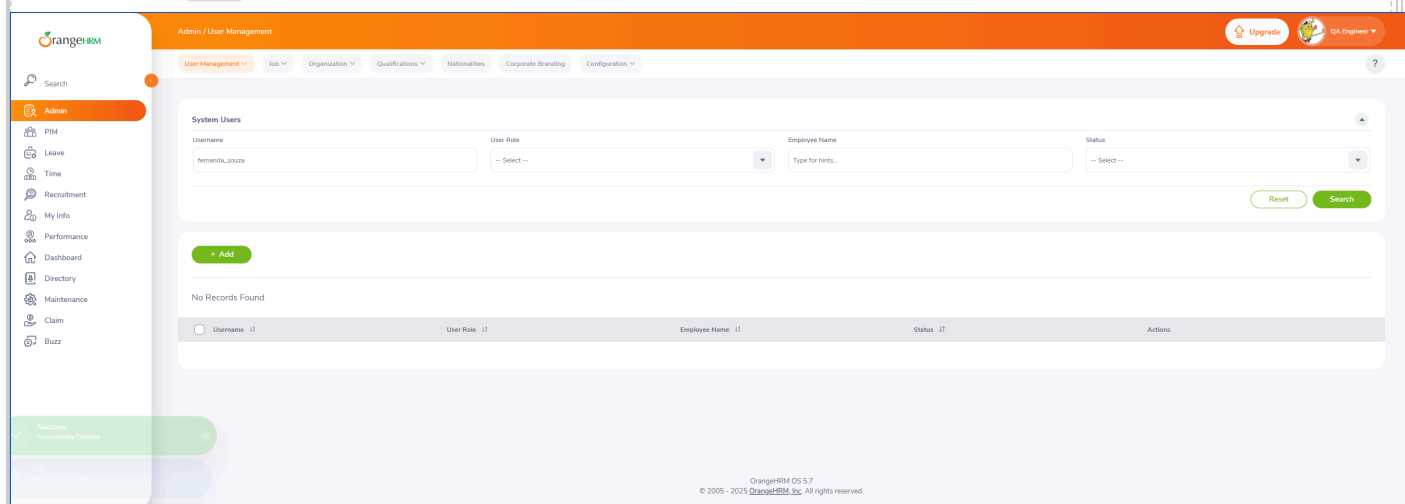 OrangeHRM
Admin / User Management
Upgrade
QA Engineer
User Management
Job
Organization
Qualifications
Nationalities
Corporate Branding
Configuration
?
Search
Admin
PIM
Leave
Time
Recruitment
My Info
Performance
Dashboard
Directory
Maintenance
Claim
Buzz
System Users
Username
User Role
Employee Name
Status
fernanda_souza
-- Select --
Type for hints...
-- Select --
Reset
Search
+ Add
No Records Found
Username
User Role
Employee Name
Status
Actions
Success
Successfully Deleted
OrangeHRM OS 5.7
© 2005 - 2025 OrangeHRM, Inc. All rights reserved.